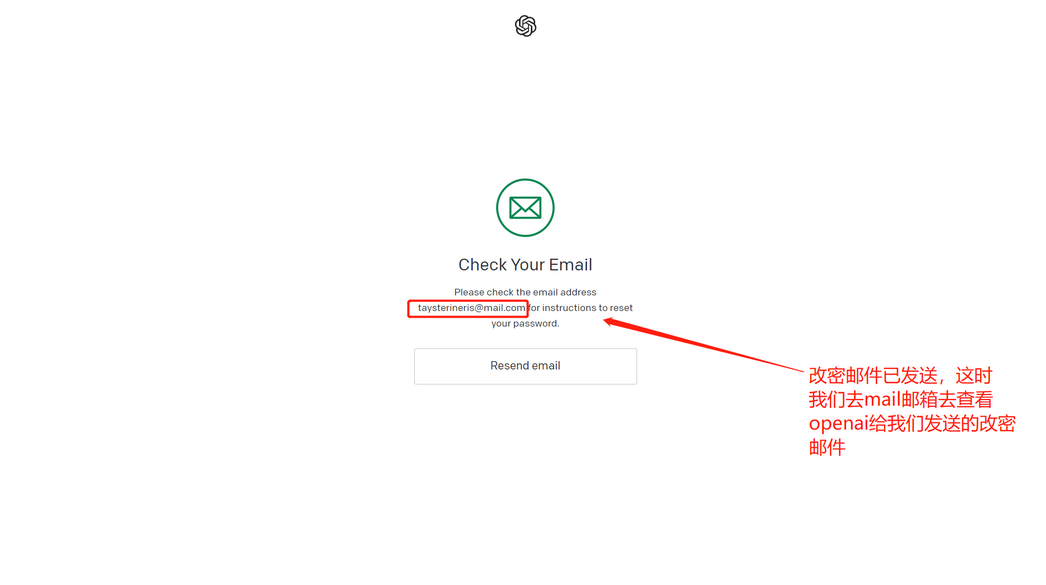 Check Your Email
Please check the email address
taysterineris@mail.com for instructions to reset
your password.
Resend email
改密邮件已发送，这时
我们去mail邮箱去查看
openai给我们发送的改密
邮件